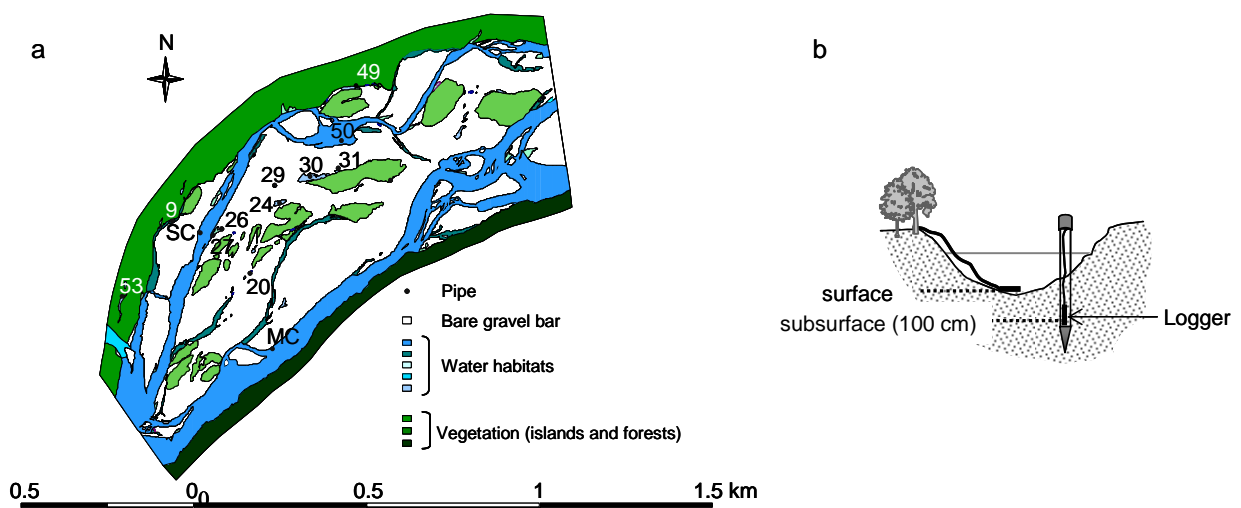 a
N
49
50
31
30
29
24
9
26
SC
27
53
20
MC
Pipe
Bare gravel bar
Water habitats
Vegetation (islands and forests)
0.5
0
0
0.5
1
1.5 km
b
surface
subsurface (100 cm)
Logger